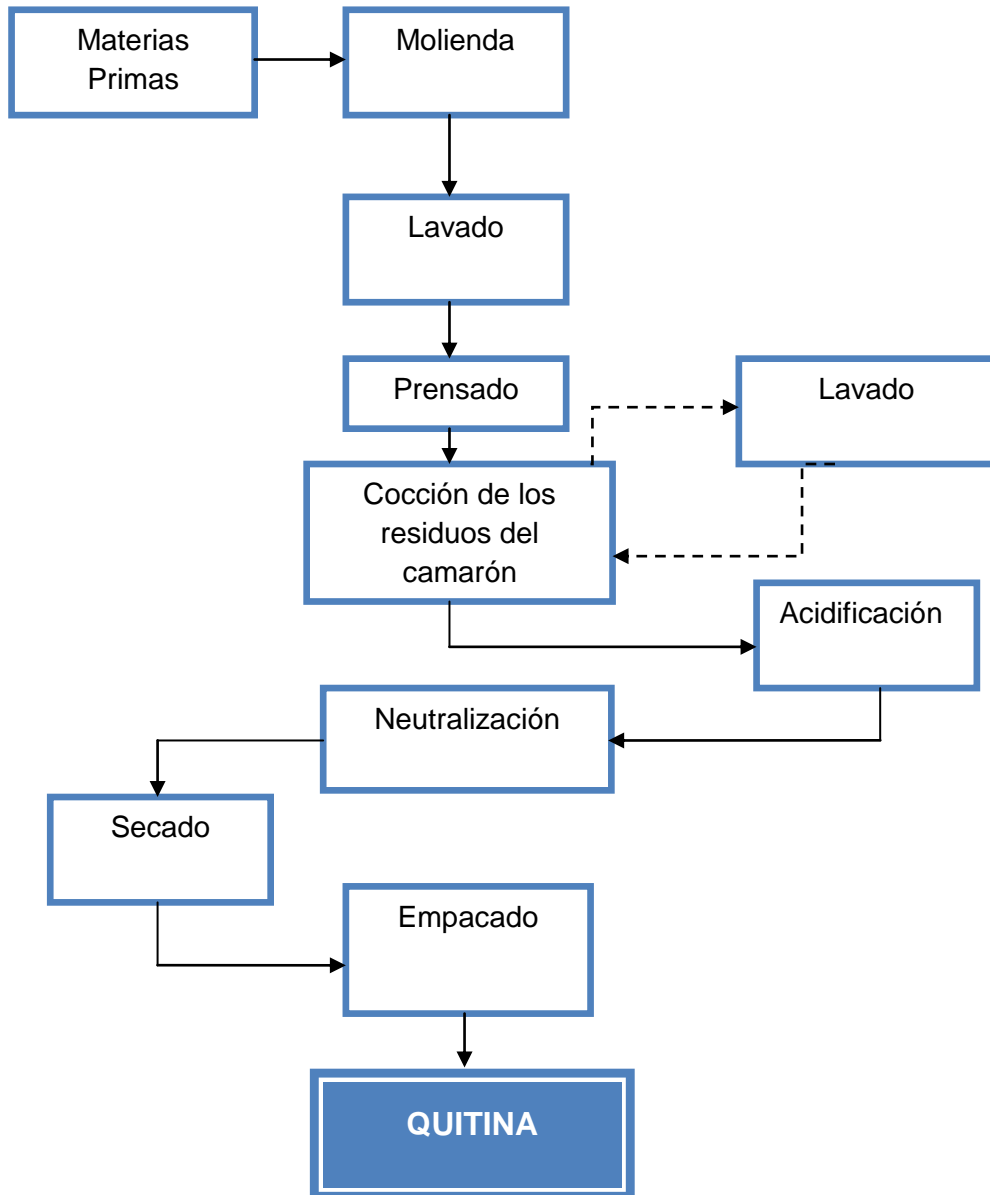 Materias
Primas
Molienda
Lavado
Prensado
Lavado
Cocción de los
residuos del
camarón
Acidificación
Neutralización
Secado
Empacado
QUITINA